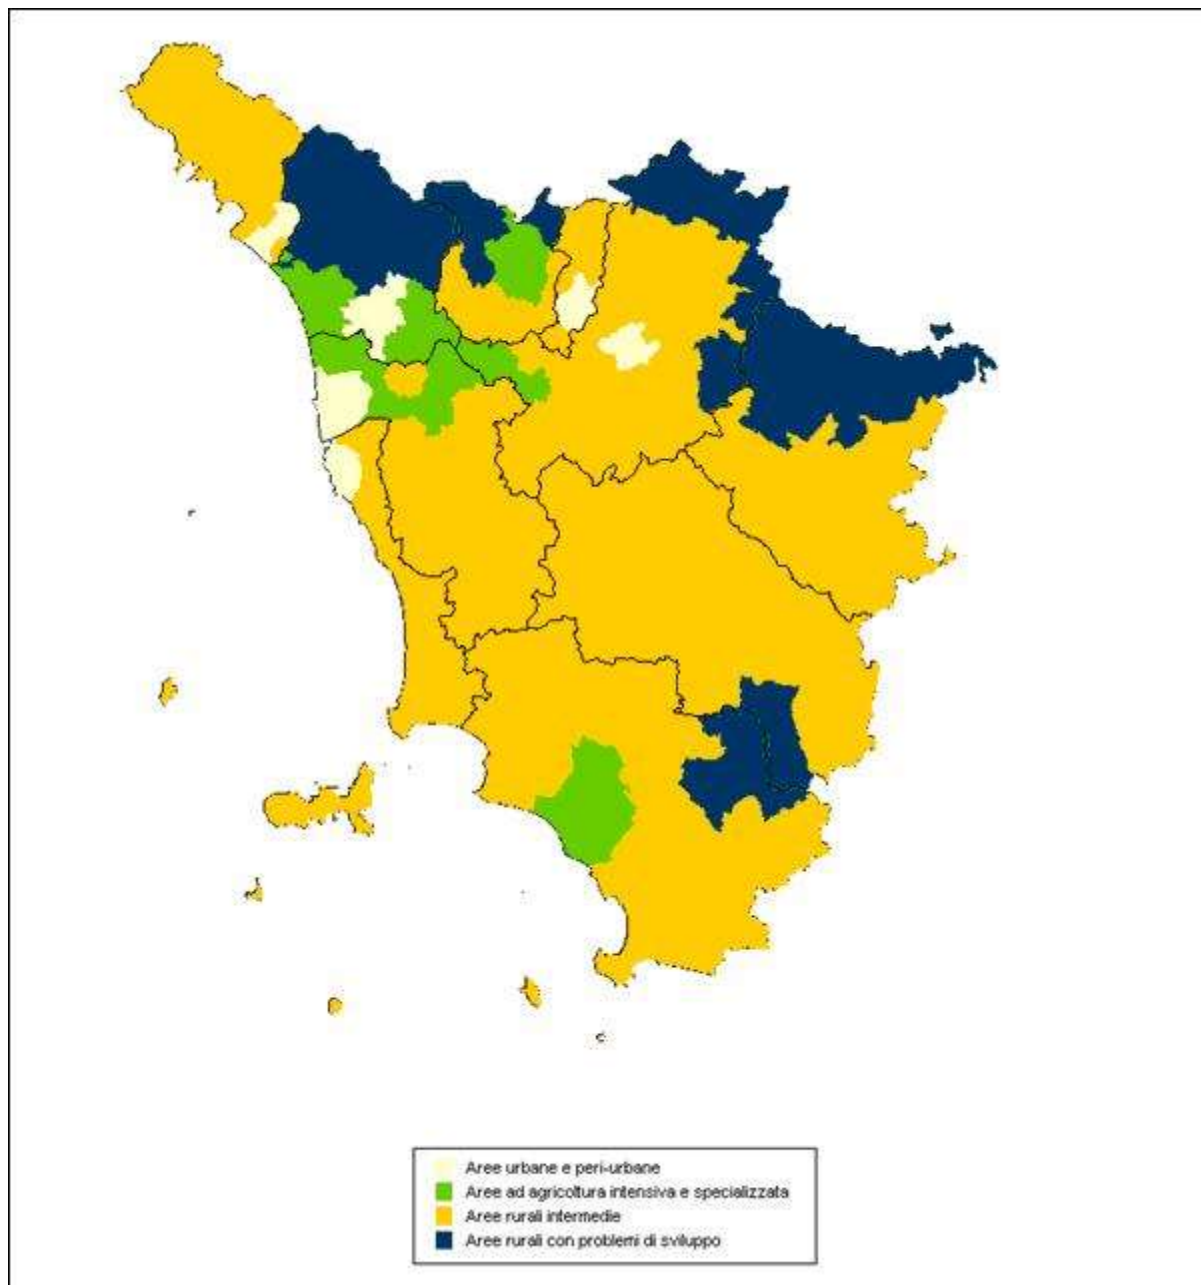 Aree urbane e peri-urbane
Aree ad agricoltura intensiva e specializzata
Aree rurali intermedie
Aree rurali con problemi di sviluppo